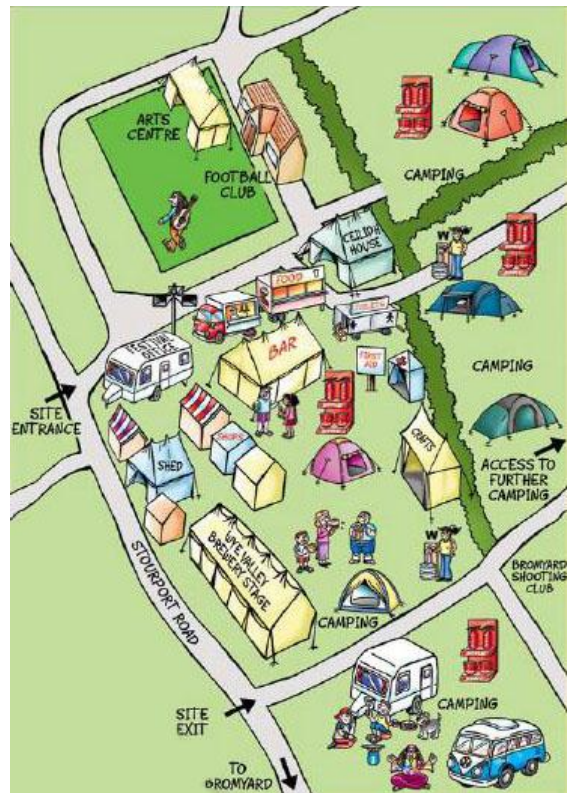 ARTS
CENTRE
FOOTBALL
CLUB
CAMPING
CEILIDH
HOUSE
W
FOOD
TOILETS
FESTIVAL
OFFICE
BAR
FIRST
AID
CAMPING
SITE
ENTRANCE
SHOPS
SHED
CRAFTS
ACCESS TO
FURTHER
CAMPING
WYE VALLEY
BREWERY STAGE
W
BROMYARD
SHOOTING
CLUB
STOURPORT ROAD
CAMPING
SITE
EXIT
CAMPING
TO
BROMYARD